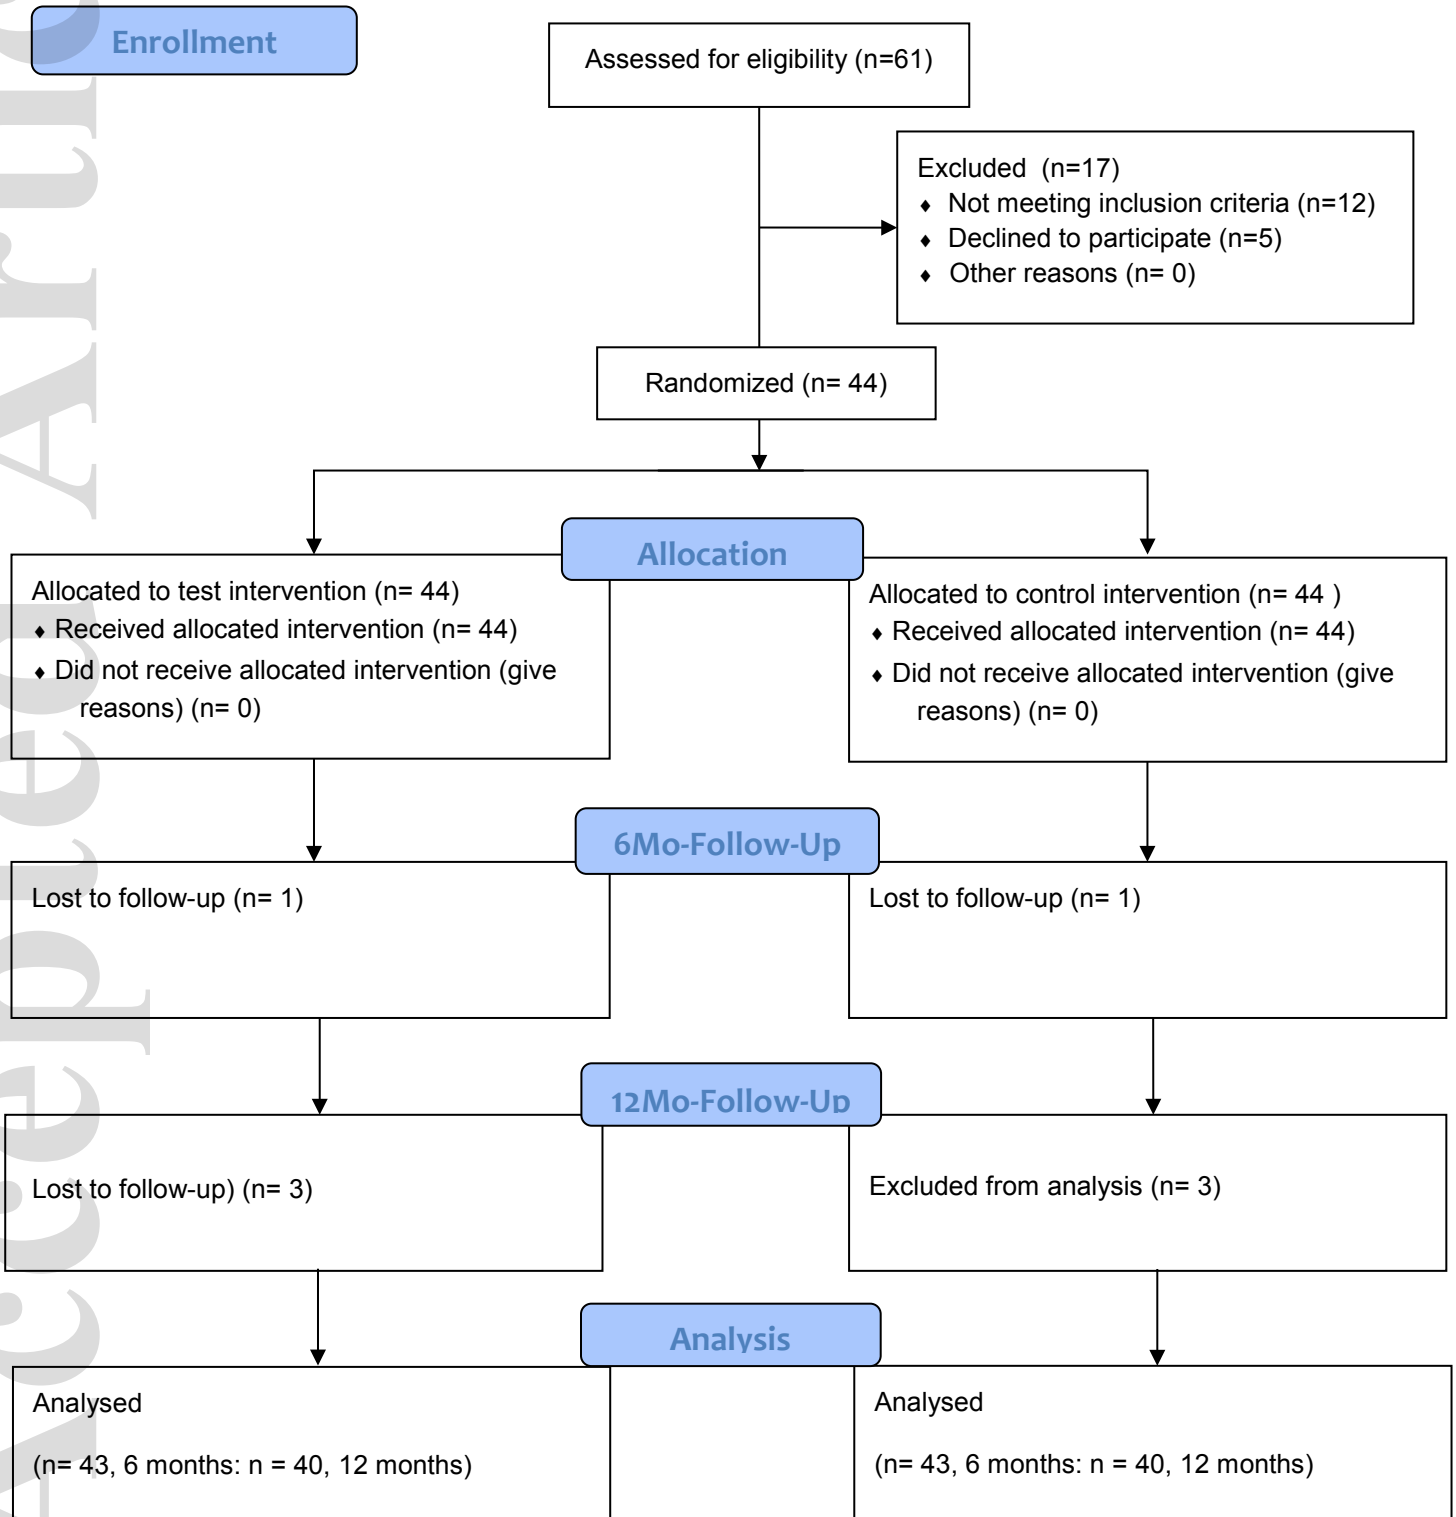 Enrollment
Assessed for eligibility (n=61)
Excluded (n=17)
♦ Not meeting inclusion criteria (n=12)
♦ Declined to participate (n=5)
♦ Other reasons (n= 0)
Randomized (n= 44)
Allocation
Allocated to test intervention (n= 44)
♦ Received allocated intervention (n= 44)
♦ Did not receive allocated intervention (give
reasons) (n= 0)
Allocated to control intervention (n= 44 )
♦ Received allocated intervention (n= 44)
♦ Did not receive allocated intervention (give
reasons) (n= 0)
6Mo-Follow-Up
Lost to follow-up (n= 1)
Lost to follow-up (n= 1)
12Mo-Follow-Up
Lost to follow-up) (n= 3)
Excluded from analysis (n= 3)
Analysis
Analysed
(n= 43, 6 months: n = 40, 12 months)
Analysed
(n= 43, 6 months: n = 40, 12 months)
Accepted